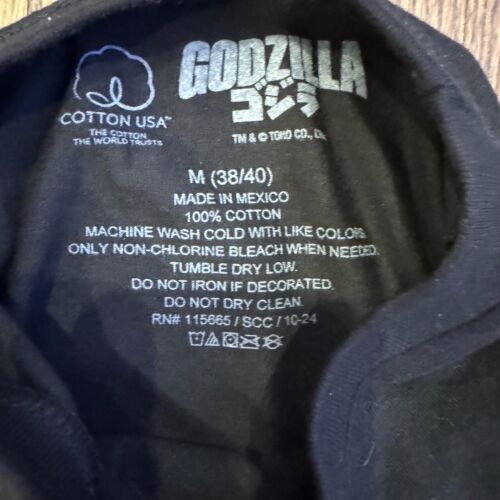 COTTON USA™
THE COTTON
THE WORLD TRUSTS
GODZILLA
ゴジラ
TM & © TOHO CO., LTD.
M (38/40)
MADE IN MEXICO
100% COTTON
MACHINE WASH COLD WITH LIKE COLORS.
ONLY NON-CHLORINE BLEACH WHEN NEEDED.
TUMBLE DRY LOW.
DO NOT IRON IF DECORATED.
DO NOT DRY CLEAN.
RN# 115665 / SCC / 10-24